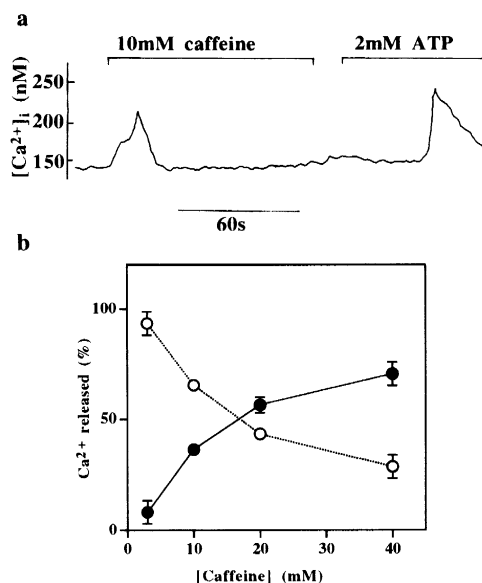 a
10mM caffeine 2mM ATP
[Ca²⁺]ᵢ (nM)
250
200
150
60s
b
Ca²⁺ released (%)
100
50
0
0 10 20 30 40
[Caffeine] (mM)